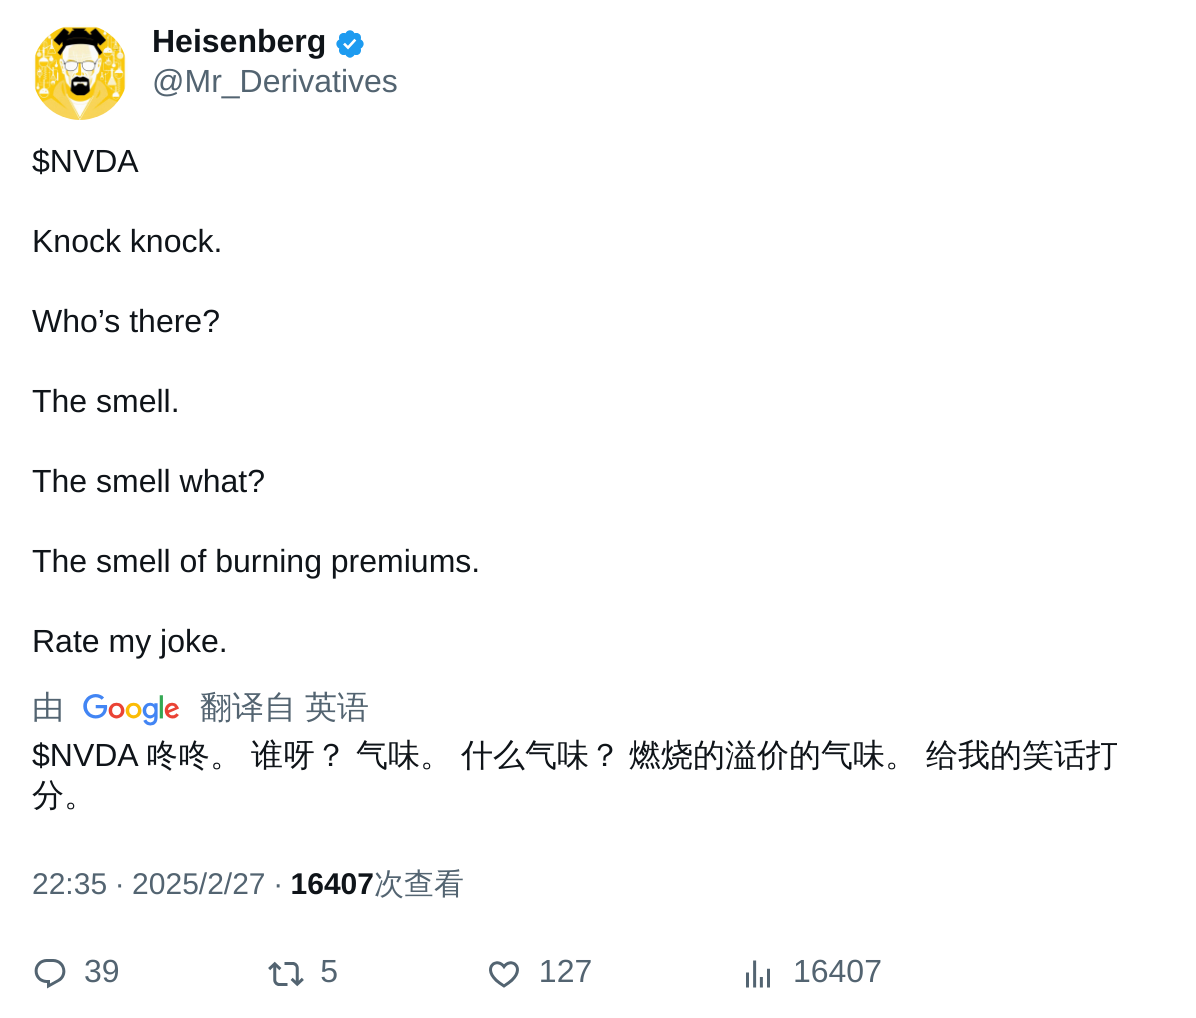 Heisenberg
@Mr_Derivatives
$NVDA
Knock knock.
Who’s there?
The smell.
The smell what?
The smell of burning premiums.
Rate my joke.
由 Google 翻译自 英语
$NVDA 咚咚。 谁呀？ 气味。 什么气味？ 燃烧的溢价的气味。 给我的笑话打
分。
22:35 · 2025/2/27 · 16407次查看
39 5 127 16407